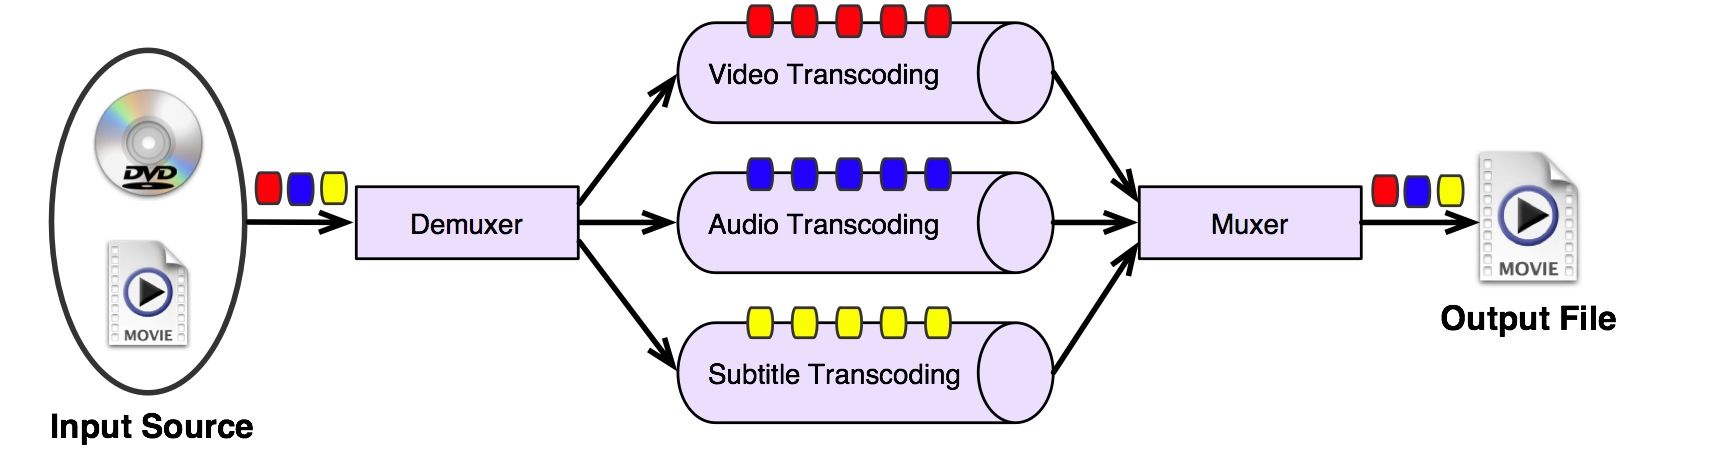 DVD
MOVIE
Input Source
Demuxer
Video Transcoding
Audio Transcoding
Subtitle Transcoding
Muxer
MOVIE
Output File